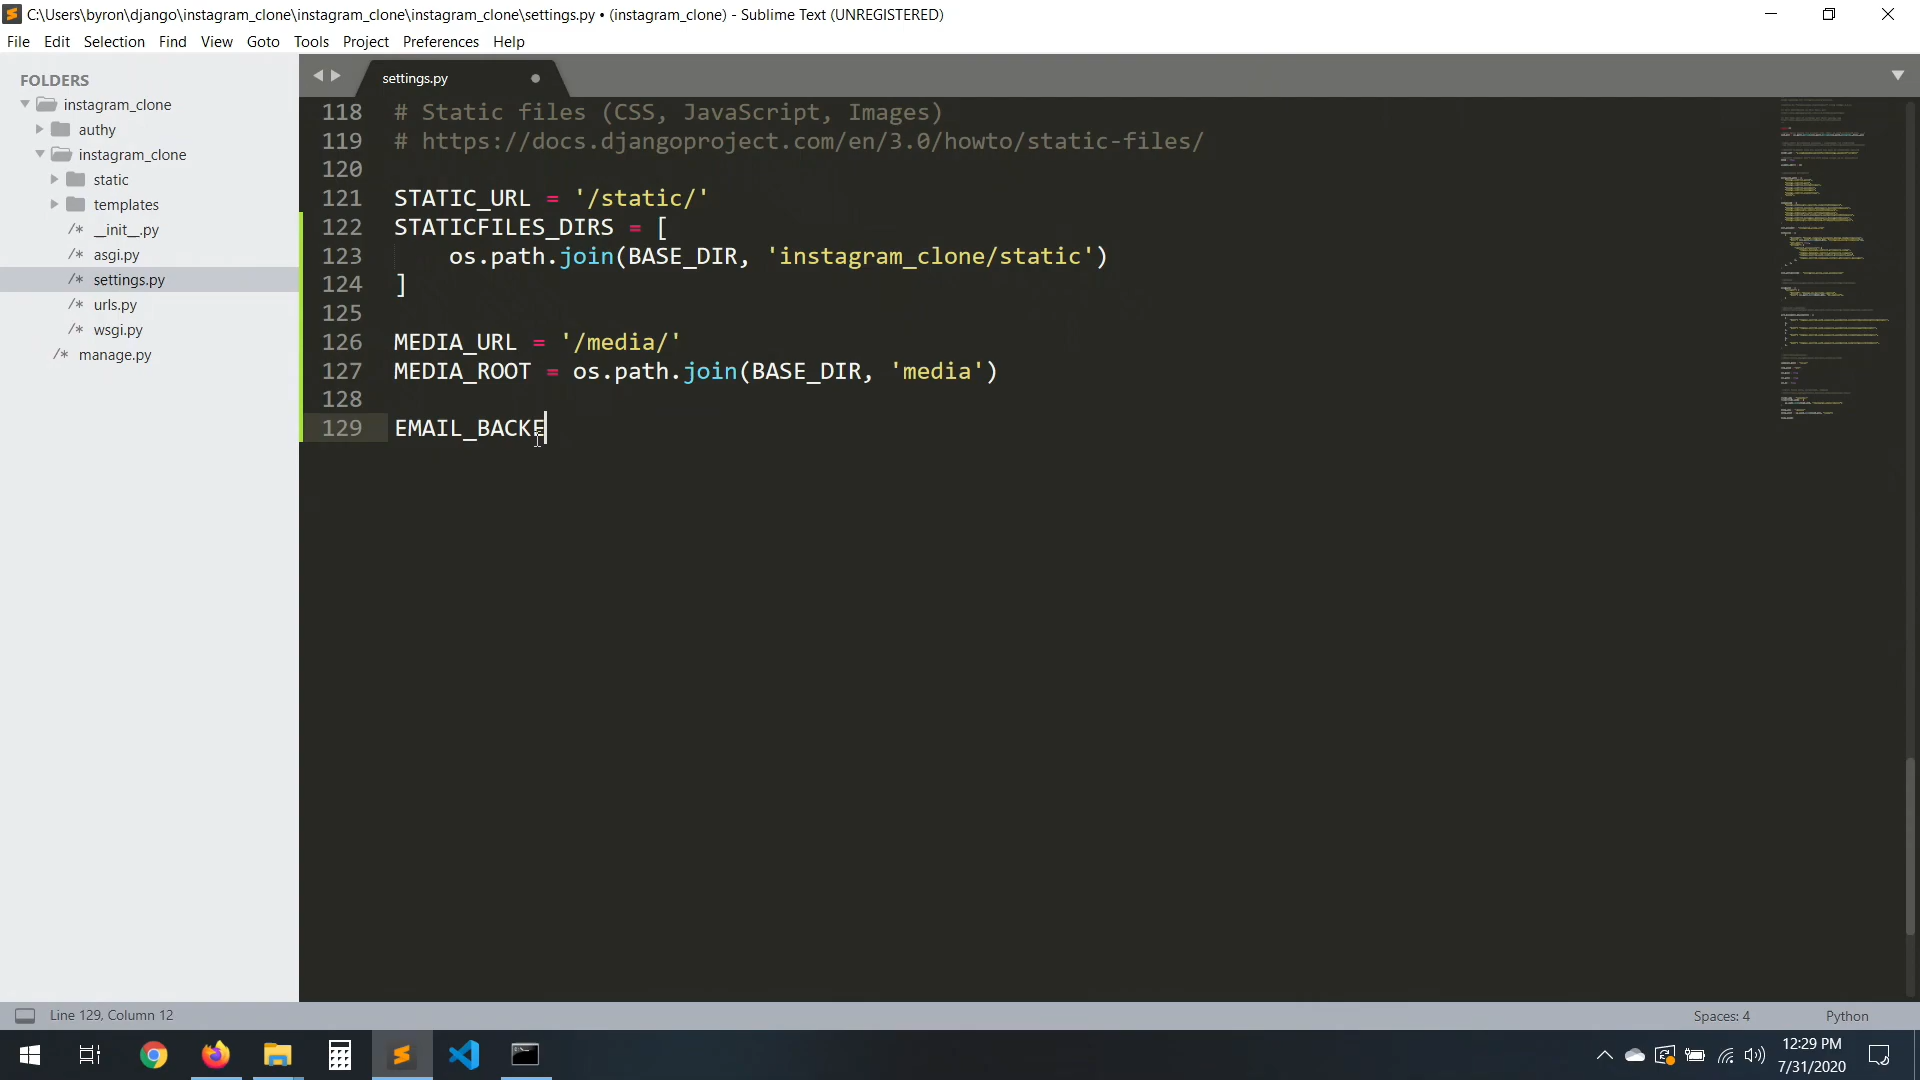 C:\Users\byron\django\instagram_clone\instagram_clone\instagram_clone\settings.py • (instagram_clone) - Sublime Text (UNREGISTERED)
File Edit Selection Find View Goto Tools Project Preferences Help
FOLDERS
instagram_clone
authy
instagram_clone
static
templates
/* __init__.py
/* asgi.py
/* settings.py
/* urls.py
/* wsgi.py
/* manage.py
settings.py
118 # Static files (CSS, JavaScript, Images)
119 # https://docs.djangoproject.com/en/3.0/howto/static-files/
120
121 STATIC_URL = '/static/'
122 STATICFILES_DIRS = [
123 os.path.join(BASE_DIR, 'instagram_clone/static')
124 ]
125
126 MEDIA_URL = '/media/'
127 MEDIA_ROOT = os.path.join(BASE_DIR, 'media')
128
129 EMAIL_BACKE
Line 129, Column 12
Spaces: 4 Python
12:29 PM
7/31/2020